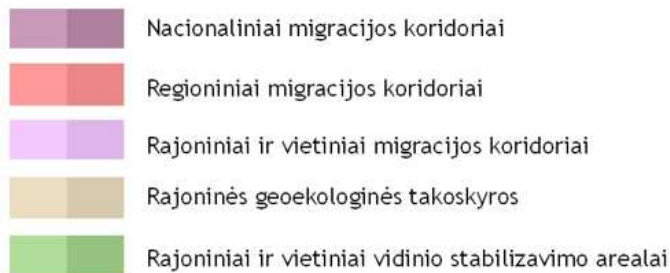 Nacionaliniai migracijos koridoriai
Regioniniai migracijos koridoriai
Rajoniniai ir vietiniai migracijos koridoriai
Rajoninės geoekologinės takoskyros
Rajoniniai ir vietiniai vidinio stabilizavimo arealai